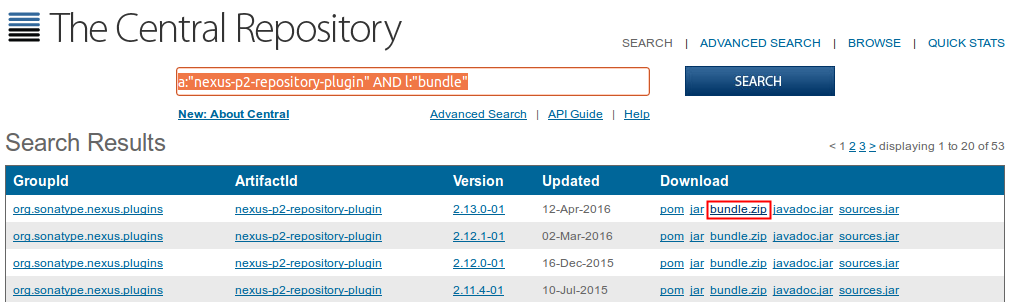 The Central Repository
SEARCH | ADVANCED SEARCH | BROWSE | QUICK STATS
a:"nexus-p2-repository-plugin" AND l:"bundle"
SEARCH
New: About Central
Advanced Search | API Guide | Help
Search Results
< 1 2 3 > displaying 1 to 20 of 53
GroupId ArtifactId Version Updated Download
org.sonatype.nexus.plugins nexus-p2-repository-plugin 2.13.0-01 12-Apr-2016 pom jar bundle.zip javadoc.jar sources.jar
org.sonatype.nexus.plugins nexus-p2-repository-plugin 2.12.1-01 02-Mar-2016 pom jar bundle.zip javadoc.jar sources.jar
org.sonatype.nexus.plugins nexus-p2-repository-plugin 2.12.0-01 16-Dec-2015 pom jar bundle.zip javadoc.jar sources.jar
org.sonatype.nexus.plugins nexus-p2-repository-plugin 2.11.4-01 10-Jul-2015 pom jar bundle.zip javadoc.jar sources.jar